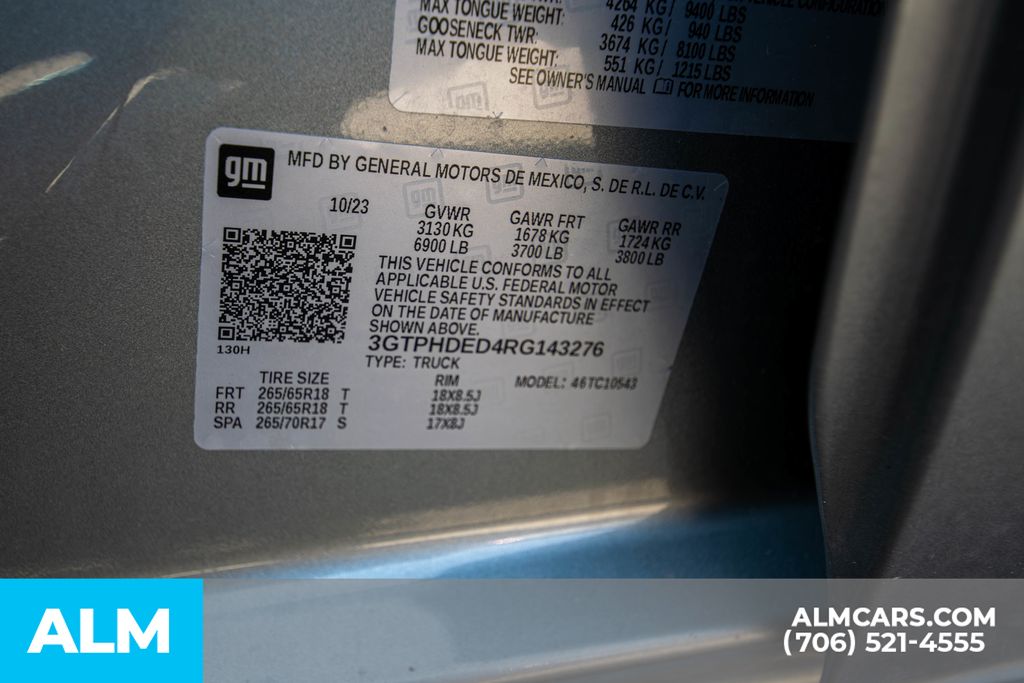 MAX TONGUE WEIGHT: 4264 KG/ 9400 LBS
GOOSENECK TWR: 426 KG/ 940 LBS
MAX TONGUE WEIGHT: 3674 KG/ 8100 LBS
551 KG/ 1215 LBS
SEE OWNER'S MANUAL FOR MORE INFORMATION
gm
MFD BY GENERAL MOTORS DE MEXICO, S. DE R.L. DE C.V.
10/23
GVWR GAWR FRT GAWR RR
3130 KG 1678 KG 1724 KG
6900 LB 3700 LB 3800 LB
THIS VEHICLE CONFORMS TO ALL
APPLICABLE U.S. FEDERAL MOTOR
VEHICLE SAFETY STANDARDS IN EFFECT
ON THE DATE OF MANUFACTURE
SHOWN ABOVE.
130H
3GTPHDED4RG143276
TYPE: TRUCK
TIRE SIZE RIM MODEL: 46TC10543
FRT 265/65R18 T 18X8.5J
RR 265/65R18 T 18X8.5J
SPA 265/70R17 S 17X8J
ALM
ALMCARS.COM
(706) 521-4555